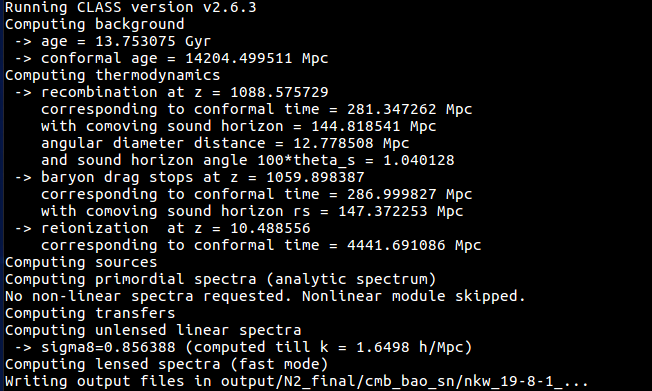 Running CLASS version v2.6.3
Computing background
 -> age = 13.753075 Gyr
 -> conformal age = 14204.499511 Mpc
Computing thermodynamics
 -> recombination at z = 1088.575729
    corresponding to conformal time = 281.347262 Mpc
    with comoving sound horizon = 144.818541 Mpc
    angular diameter distance = 12.778508 Mpc
    and sound horizon angle 100*theta_s = 1.040128
 -> baryon drag stops at z = 1059.898387
    corresponding to conformal time = 286.999827 Mpc
    with comoving sound horizon rs = 147.372253 Mpc
 -> reionization  at z = 10.488556
    corresponding to conformal time = 4441.691086 Mpc
Computing sources
Computing primordial spectra (analytic spectrum)
No non-linear spectra requested. Nonlinear module skipped.
Computing transfers
Computing unlensed linear spectra
 -> sigma8=0.856388 (computed till k = 1.6498 h/Mpc)
Computing lensed spectra (fast mode)
Writing output files in output/N2_final/cmb_bao_sn/nkw_19-8-1_...